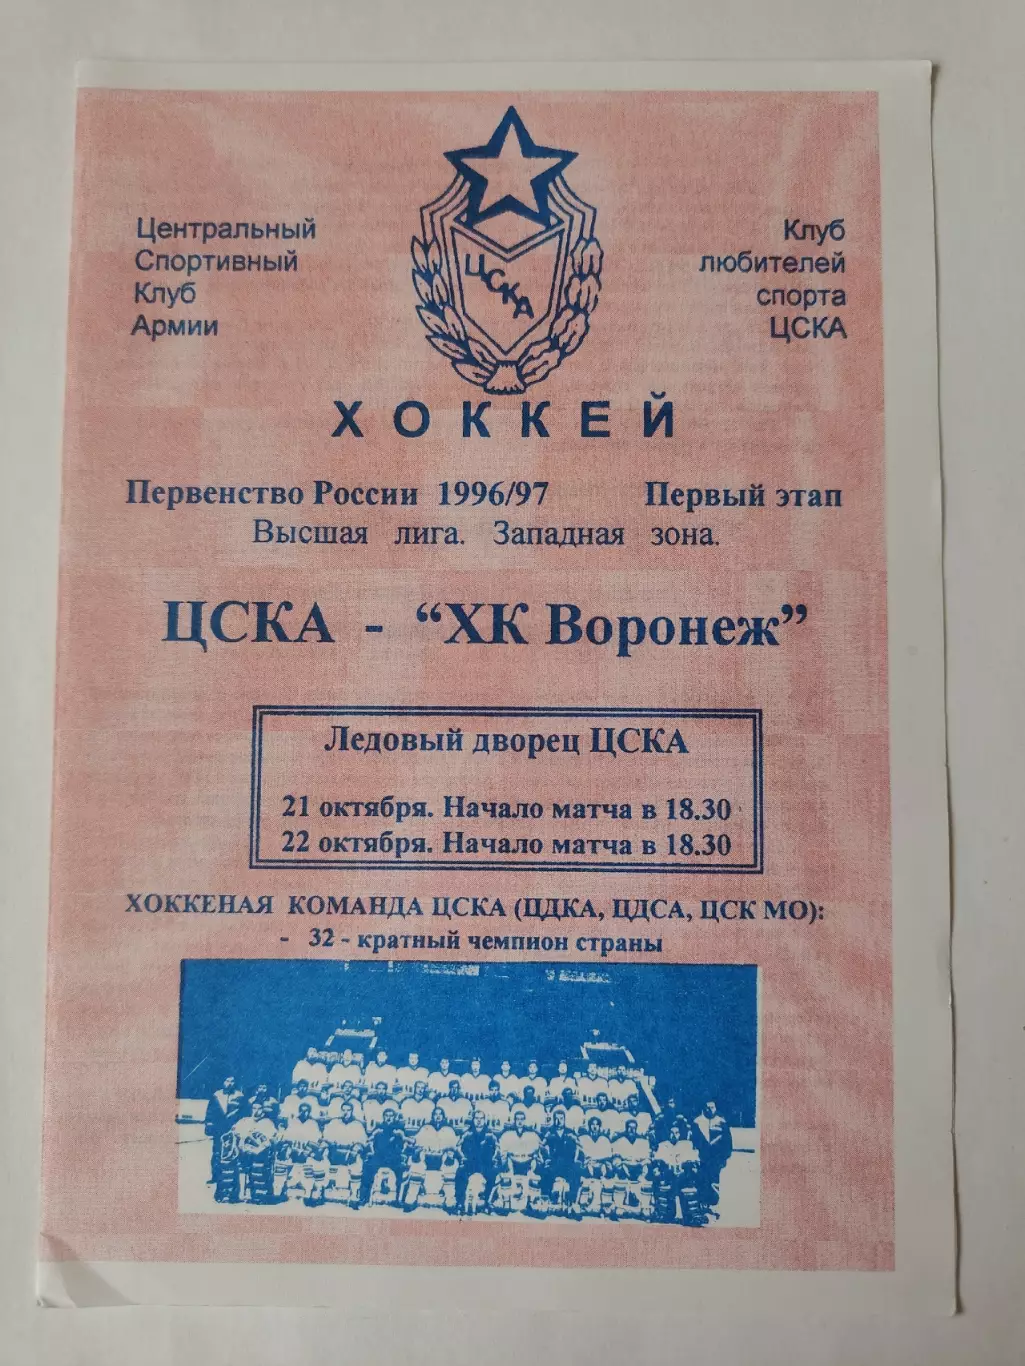 Центральный
Спортивный
Клуб
Армии
ЦСКА
Клуб
любителей
спорта
ЦСКА
ХОККЕЙ
Первенство России 1996/97 Первый этап
Высшая лига. Западная зона.
ЦСКА - “ХК Воронеж”
Ледовый дворец ЦСКА
21 октября. Начало матча в 18.30
22 октября. Начало матча в 18.30
ХОККЕНАЯ КОМАНДА ЦСКА (ЦДКА, ЦДСА, ЦСК МО):
- 32 - кратный чемпион страны